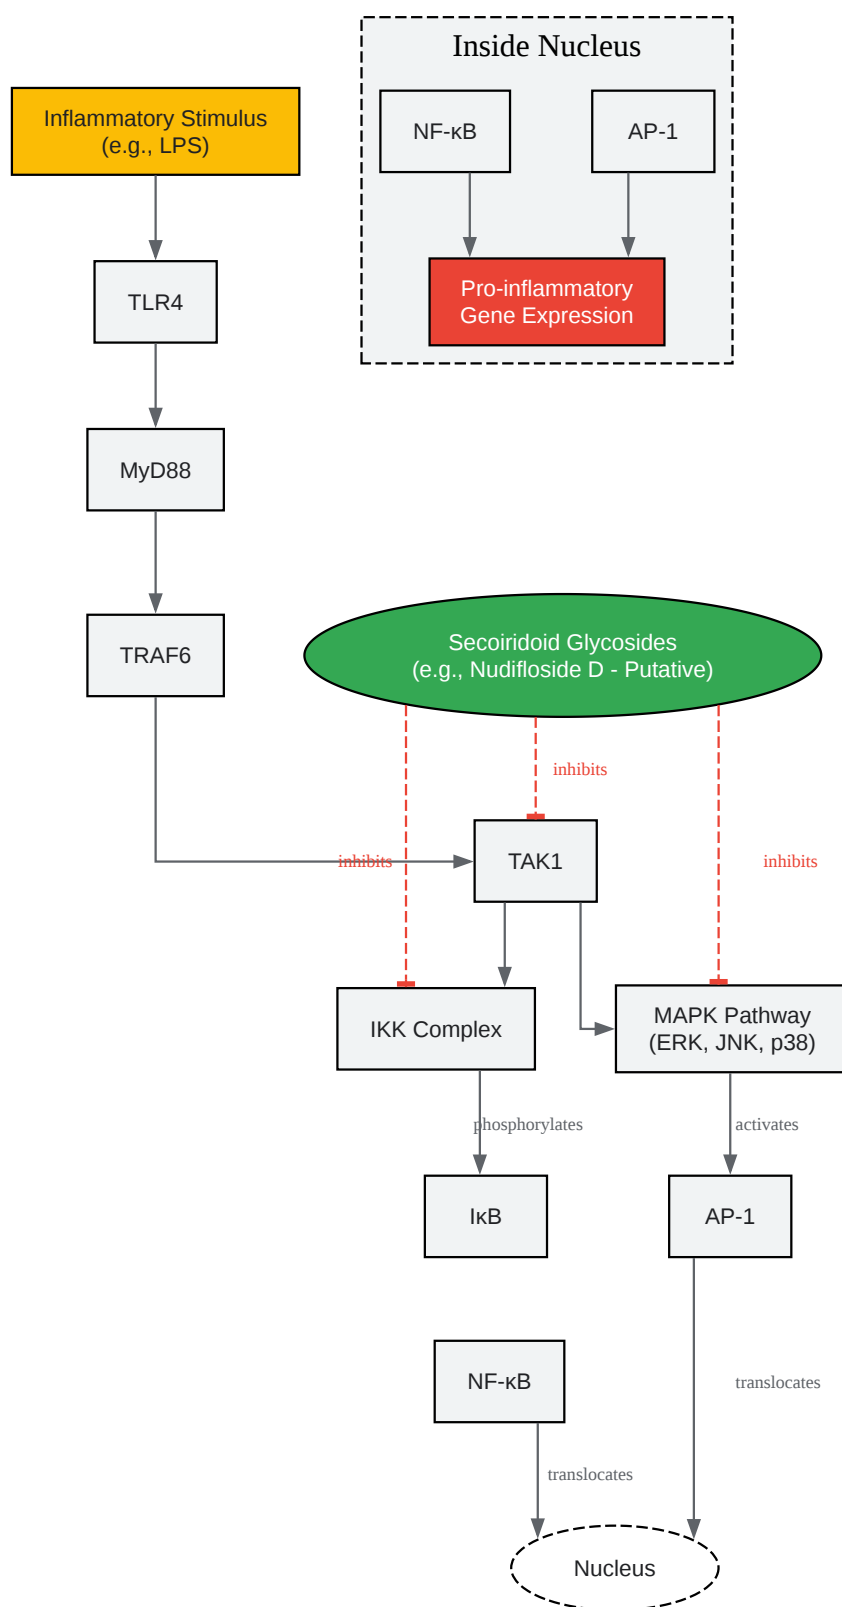 Inside Nucleus
NF-κB
AP-1
Pro-inflammatory
Gene Expression
Inflammatory Stimulus
(e.g., LPS)
TLR4
MyD88
TRAF6
Secoiridoid Glycosides
(e.g., Nudifloside D - Putative)
inhibits
inhibits
inhibits
TAK1
IKK Complex
MAPK Pathway
(ERK, JNK, p38)
phosphorylates
activates
IκB
AP-1
NF-κB
translocates
translocates
Nucleus